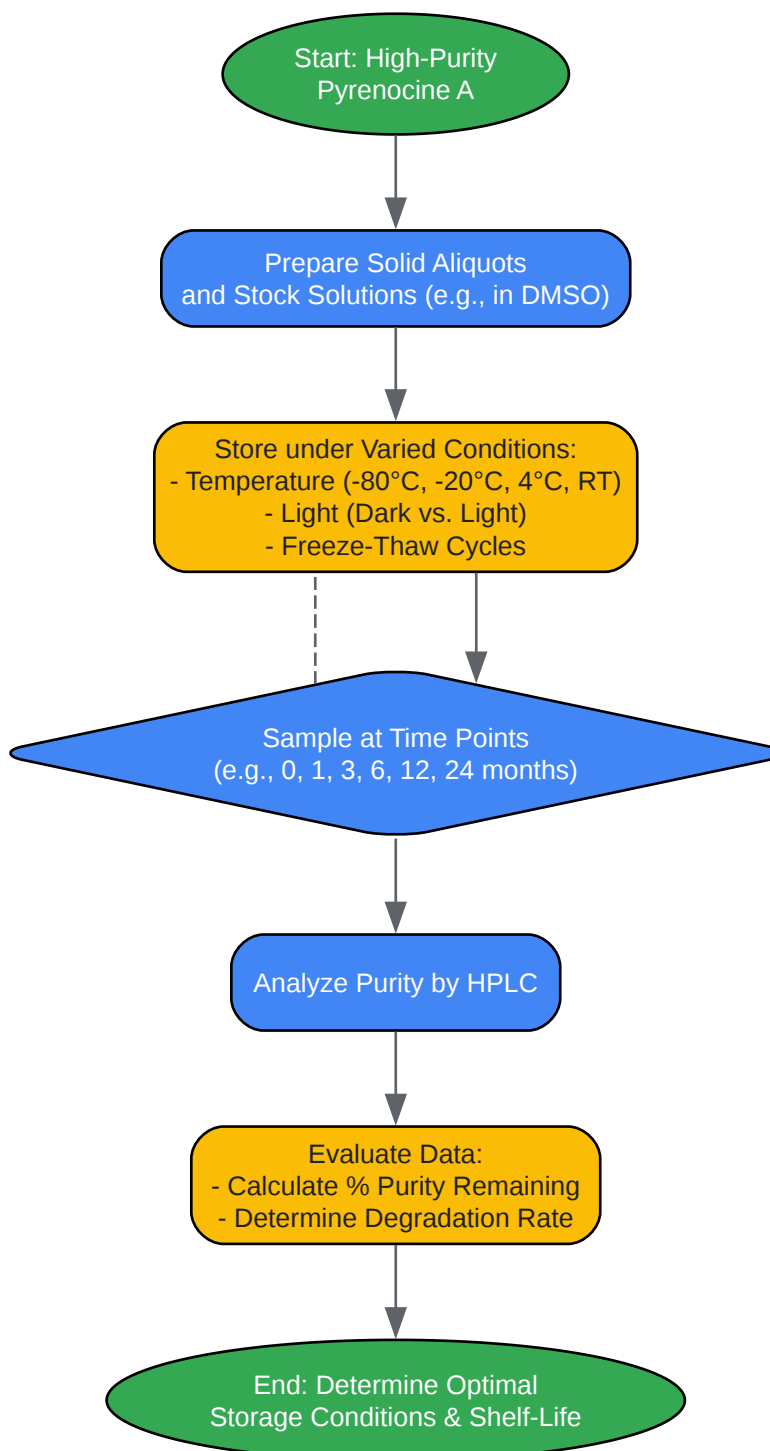 Start: High-Purity
Pyrenocine A
Prepare Solid Aliquots
and Stock Solutions (e.g., in DMSO)
Store under Varied Conditions:
- Temperature (-80°C, -20°C, 4°C, RT)
- Light (Dark vs. Light)
- Freeze-Thaw Cycles
Sample at Time Points
(e.g., 0, 1, 3, 6, 12, 24 months)
Analyze Purity by HPLC
Evaluate Data:
- Calculate % Purity Remaining
- Determine Degradation Rate
End: Determine Optimal
Storage Conditions & Shelf-Life